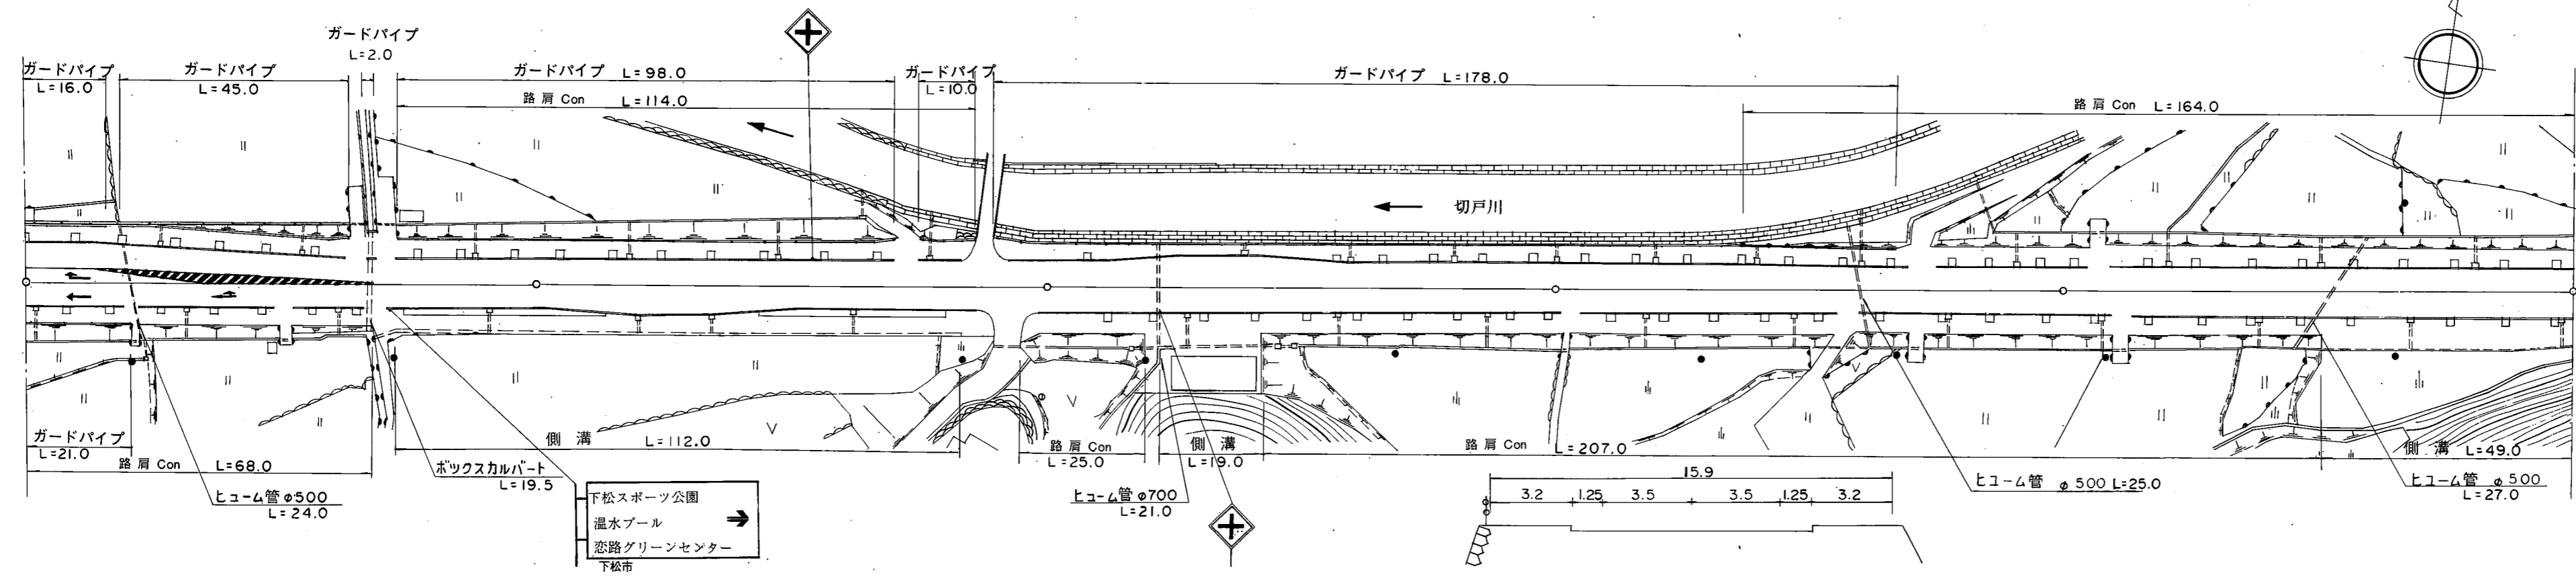 ガードパイプ
L=16.0
ガードパイプ
L=45.0
ガードパイプ
L=2.0
ガードパイプ L=98.0
路肩 Con L=114.0
ガードパイプ
L=10.0
ガードパイプ L=178.0
路肩 Con L=164.0
切戸川
ガードパイプ
L=21.0
路肩 Con L=68.0
ヒューム管 φ500
L=24.0
側溝 L=112.0
ボックスカルバート
L=19.5
下松スポーツ公園
温水プール
恋路グリーンセンター
下松市
路肩 Con
L=25.0
側溝
L=19.0
ヒューム管 φ700
L=21.0
路肩 Con L=207.0
15.9
3.2 1.25 3.5 3.5 1.25 3.2
ヒューム管 φ500 L=25.0
側溝 L=49.0
ヒューム管 φ500
L=27.0